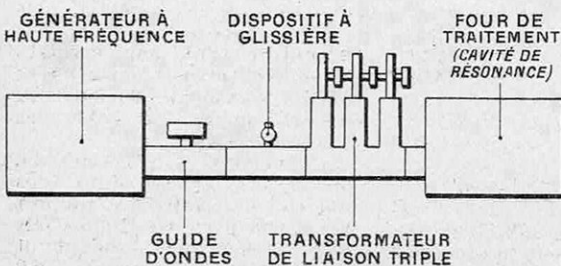 GÉNÉRATEUR À
HAUTE FRÉQUENCE
DISPOSITIF À
GLISSIÈRE
FOUR DE
TRAITEMENT
(CAVITÉ DE
RÉSONANCE)
GUIDE
D'ONDES
TRANSFORMATEUR
DE LIAISON TRIPLE